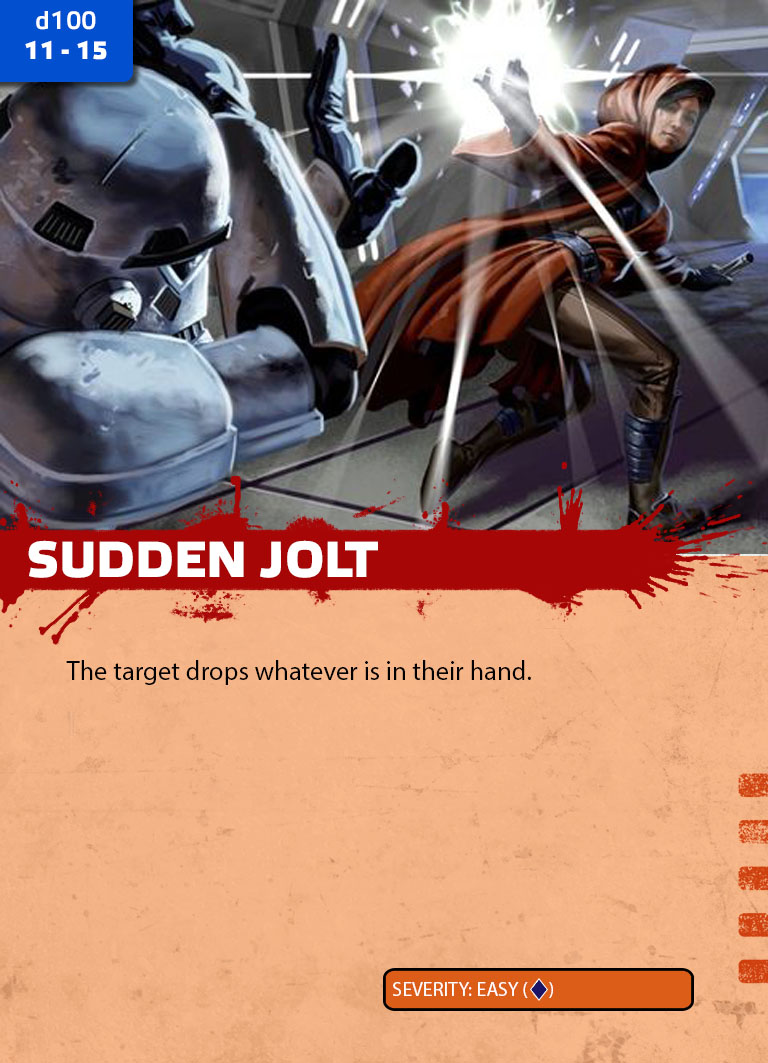 d100
11 - 15
SUDDEN JOLT
The target drops whatever is in their hand.
SEVERITY: EASY (♦)